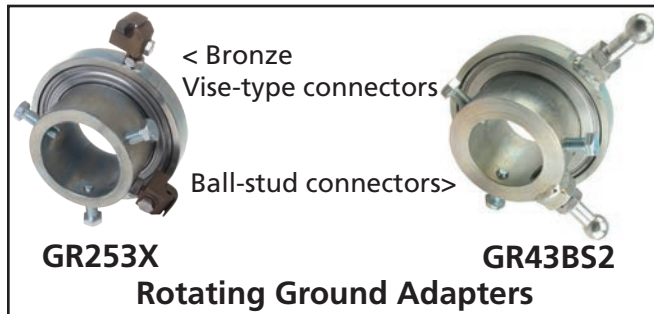 < Bronze
Vise-type connectors
Ball-stud connectors>
GR253X
GR43BS2
Rotating Ground Adapters